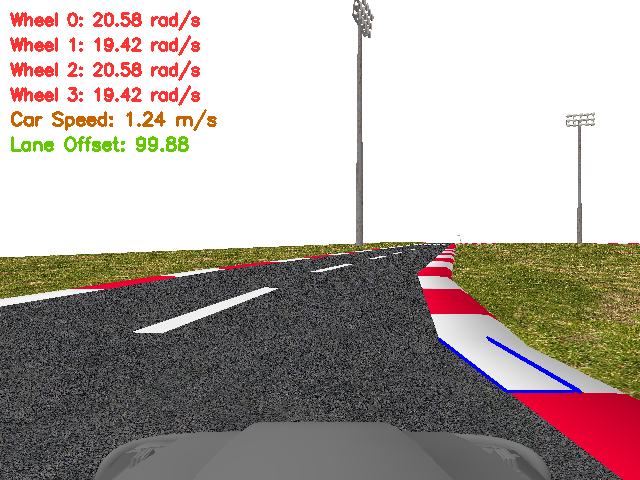 Wheel 0: 20.58 rad/s
Wheel 1: 19.42 rad/s
Wheel 2: 20.58 rad/s
Wheel 3: 19.42 rad/s
Car Speed: 1.24 m/s
Lane Offset: 99.88